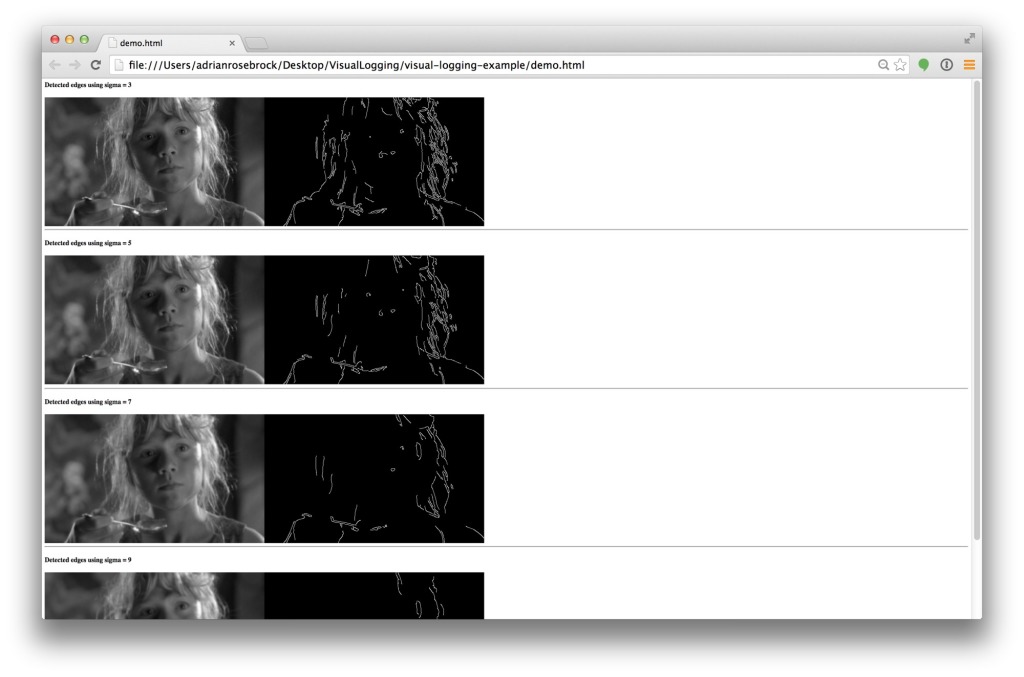 demo.html
file:///Users/adrianrosebrock/Desktop/VisualLogging/visual-logging-example/demo.html
Detected edges using sigma = 3
Detected edges using sigma = 5
Detected edges using sigma = 7
Detected edges using sigma = 9